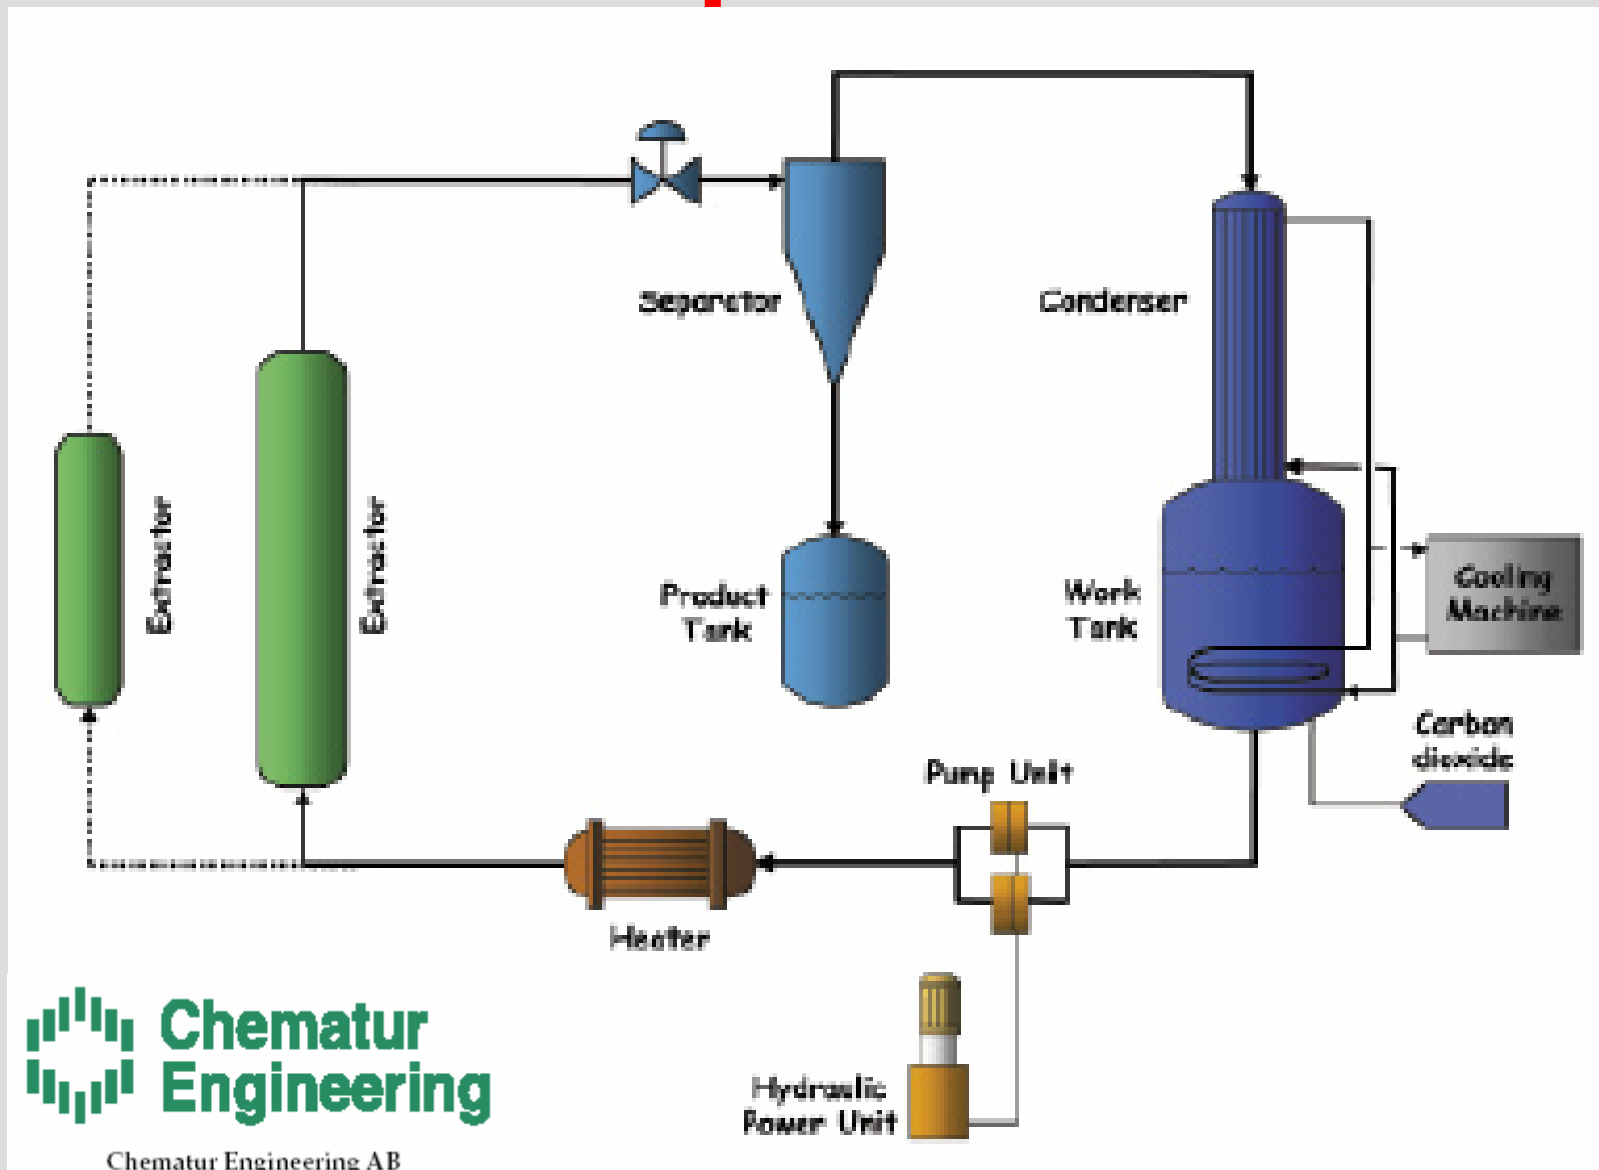 Separator
Condenser
Extractor
Extractor
Product
Tank
Work
Tank
Cooling
Machine
Carbon
dioxide
Pump Unit
Heater
Hydraulic
Power Unit
Chematur
Engineering
Chematur Engineering AB